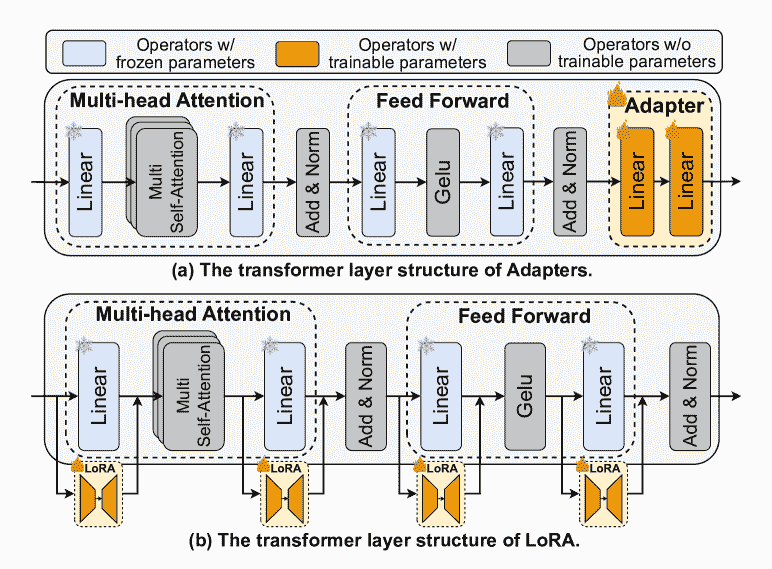 Operators w/
frozen parameters
Operators w/
trainable parameters
Operators w/o
trainable parameters
Multi-head Attention
Feed Forward
Adapter
Linear
Multi
Self-Attention
Linear
Add & Norm
Linear
Gelu
Linear
Add & Norm
Linear
Linear
(a) The transformer layer structure of Adapters.
Multi-head Attention
Feed Forward
Linear
Multi
Self-Attention
Linear
Add & Norm
Linear
Gelu
Linear
Add & Norm
LoRA
LoRA
LoRA
LoRA
(b) The transformer layer structure of LoRA.